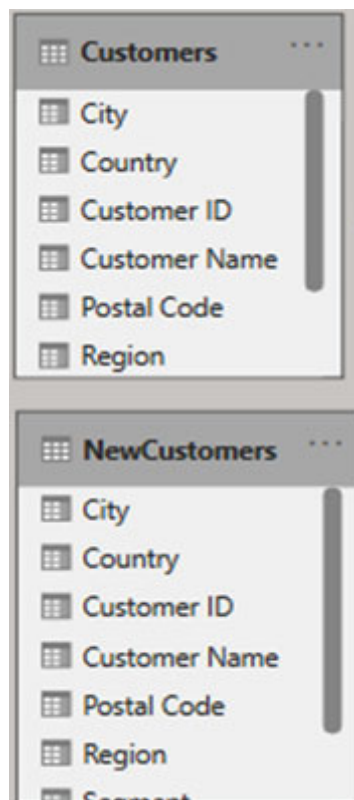 Customers
City
Country
Customer ID
Customer Name
Postal Code
Region
NewCustomers
City
Country
Customer ID
Customer Name
Postal Code
Region
Segment